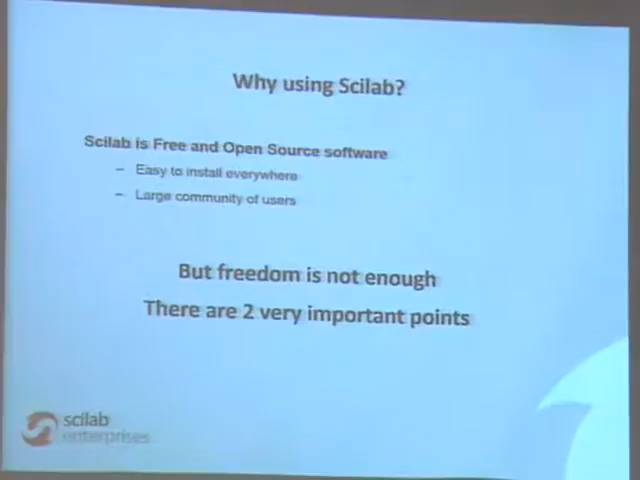 Why using Scilab?
Scilab is Free and Open Source software
– Easy to install everywhere
– Large community of users
But freedom is not enough
There are 2 very important points
scilab
enterprises